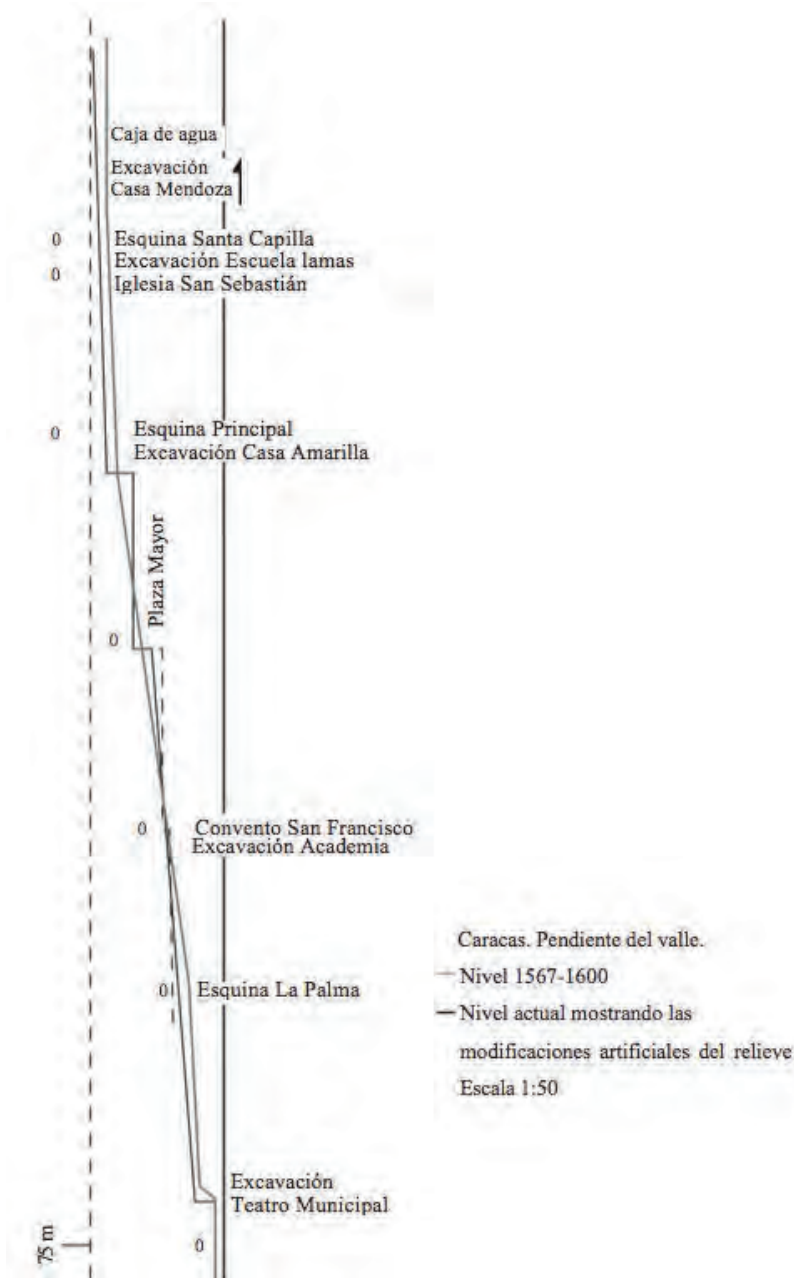 Caja de agua
Excavación
Casa Mendoza
0
Esquina Santa Capilla
Excavación Escuela lamas
0
Iglesia San Sebastián
0
Esquina Principal
Excavación Casa Amarilla
Plaza Mayor
0
0
Convento San Francisco
Excavación Academia
Caracas. Pendiente del valle.
Nivel 1567-1600
0
Esquina La Palma
Nivel actual mostrando las
modificaciones artificiales del relieve
Escala 1:50
Excavación
Teatro Municipal
75 m
0